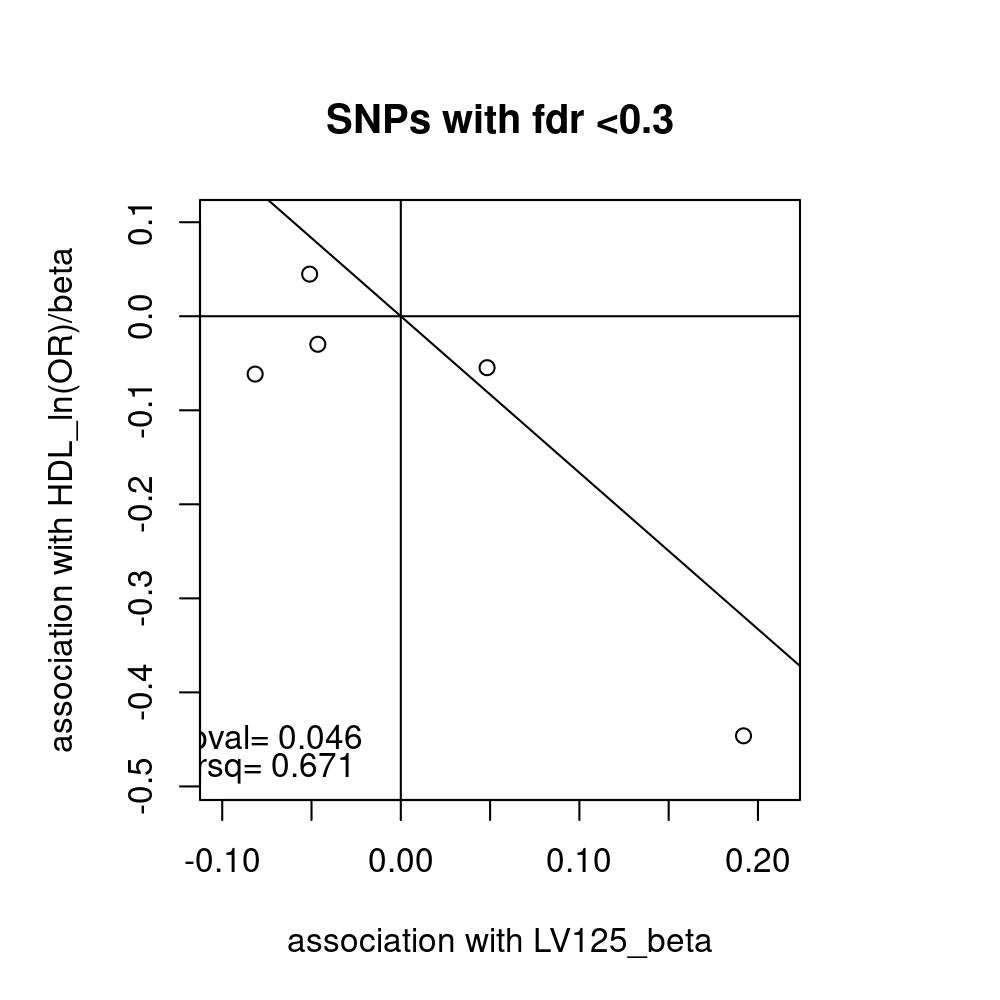 SNPs with fdr <0.3
association with HDL_ln(OR)/beta
0.1
0.0
-0.1
-0.2
-0.3
-0.4
-0.5
pval= 0.046
rsq= 0.671
-0.10
0.00
0.10
0.20
association with LV125_beta